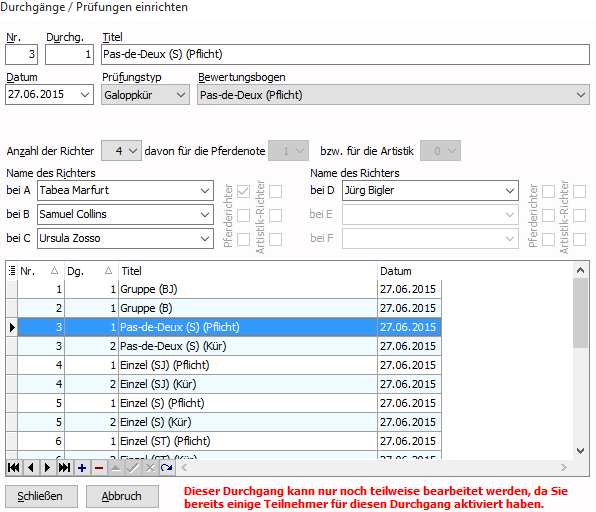 Durchgänge / Prüfungen einrichten
Nr. Durchg. Titel
3 1 Pas-de-Deux (S) (Pflicht)
Datum Prüfungstyp Bewertungsbogen
27.06.2015 Galoppkür Pas-de-Deux (Pflicht)
Anzahl der Richter 4 davon für die Pferdenote 1 bzw. für die Artistik 0
Name des Richters Name des Richters
bei A Tabea Marfurt bei D Jürg Bigler
bei B Samuel Collins bei E
bei C Ursula Zosso bei F
Pferderichter Artistik-Richter Pferderichter Artistik-Richter
Nr. Dg. Titel Datum
1 1 Gruppe (BJ) 27.06.2015
2 1 Gruppe (B) 27.06.2015
3 1 Pas-de-Deux (S) (Pflicht) 27.06.2015
3 2 Pas-de-Deux (S) (Kür) 27.06.2015
4 1 Einzel (SJ) (Pflicht) 27.06.2015
4 2 Einzel (SJ) (Kür) 27.06.2015
5 1 Einzel (S) (Pflicht) 27.06.2015
5 2 Einzel (S) (Kür) 27.06.2015
6 1 Einzel (ST) (Pflicht) 27.06.2015
6 2 Einzel (ST) (Kür) 27.06.2015
Schließen Abbruch Dieser Durchgang kann nur noch teilweise bearbeitet werden, da Sie
bereits einige Teilnehmer für diesen Durchgang aktiviert haben.